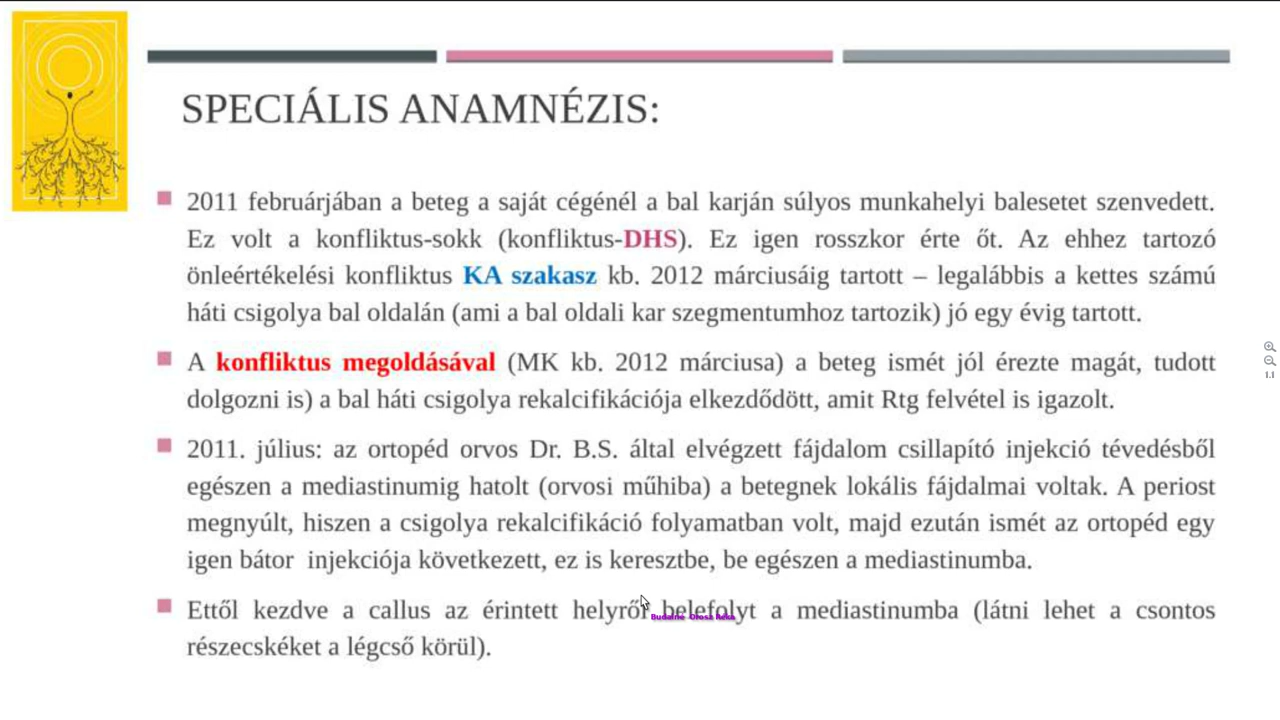 SPECIÁLIS ANAMNÉZIS:
2011 februárjában a beteg a saját cégénél a bal karján súlyos munkahelyi balesetet szenvedett.
Ez volt a konfliktus-sokk (konfliktus-DHS). Ez igen rosszkor érte őt. Az ehhez tartozó
önleértékelési konfliktus KA szakasz kb. 2012 márciusáig tartott – legalábbis a kettes számú
háti csigolya bal oldalán (ami a bal oldali kar szegmentumhoz tartozik) jó egy évig tartott.
A konfliktus megoldásával (MK kb. 2012 márciusa) a beteg ismét jól érezte magát, tudott
dolgozni is) a bal háti csigolya rekalcifikációja elkezdődött, amit Rtg felvétel is igazolt.
2011. július: az ortopéd orvos Dr. B.S. által elvégzett fájdalom csillapító injekció tévedésből
egészen a mediastinumig hatolt (orvosi műhiba) a betegnek lokális fájdalmai voltak. A periost
megnyúlt, hiszen a csigolya rekalcifikáció folyamatban volt, majd ezután ismét az ortopéd egy
igen bátor injekciója következett, ez is keresztbe, be egészen a mediastinumba.
Ettől kezdve a callus az érintett helyről belefolyt a mediastinumba (látni lehet a csontos
részecskéket a légcső körül).
1:1